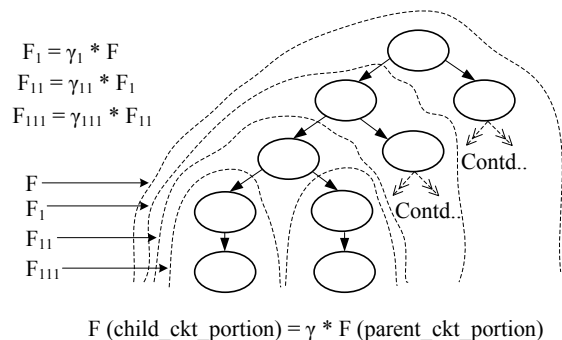 F₁ = γ₁ * F
F₁₁ = γ₁₁ * F₁
F₁₁₁ = γ₁₁₁ * F₁₁
Contd..
F
F₁
Contd..
F₁₁
F₁₁₁
F (child_ckt_portion) = γ * F (parent_ckt_portion)